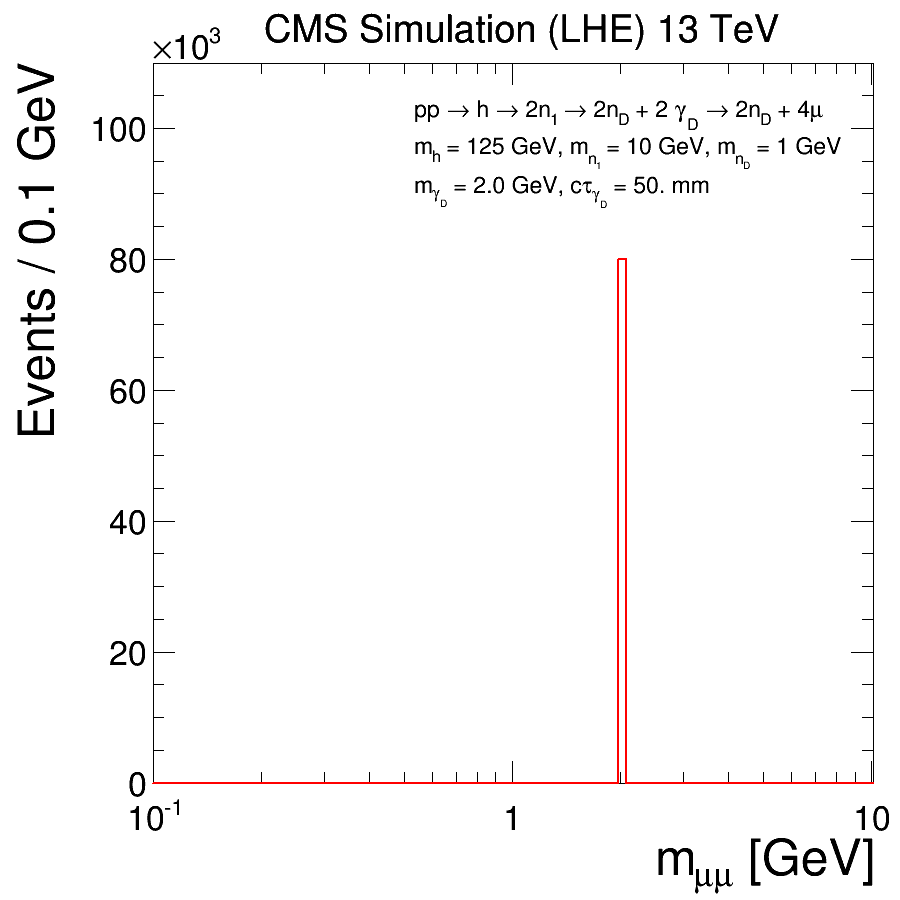 CMS Simulation (LHE) 13 TeV
×10³
pp → h → 2n₁ → 2n_D + 2 γ_D → 2n_D + 4μ
m_h = 125 GeV, m_n₁ = 10 GeV, m_n_D = 1 GeV
m_γ_D = 2.0 GeV, cτ_γ_D = 50. mm
Events / 0.1 GeV
100
80
60
40
20
0
10⁻¹ 1 10
m_μμ [GeV]